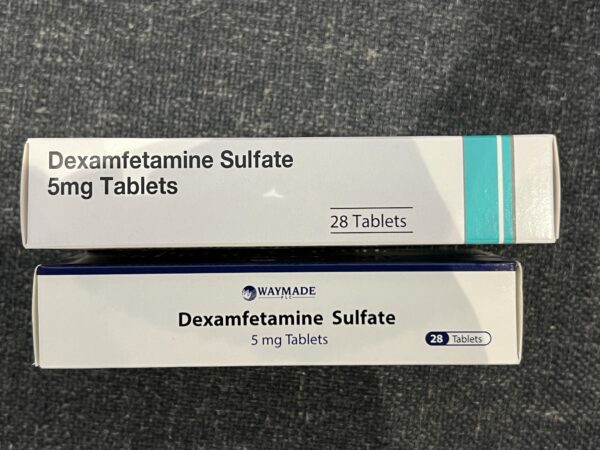 Dexamfetamine Sulfate
5mg Tablets
28 Tablets
WAYMADE
PLC
Dexamfetamine Sulfate
5 mg Tablets
28 Tablets